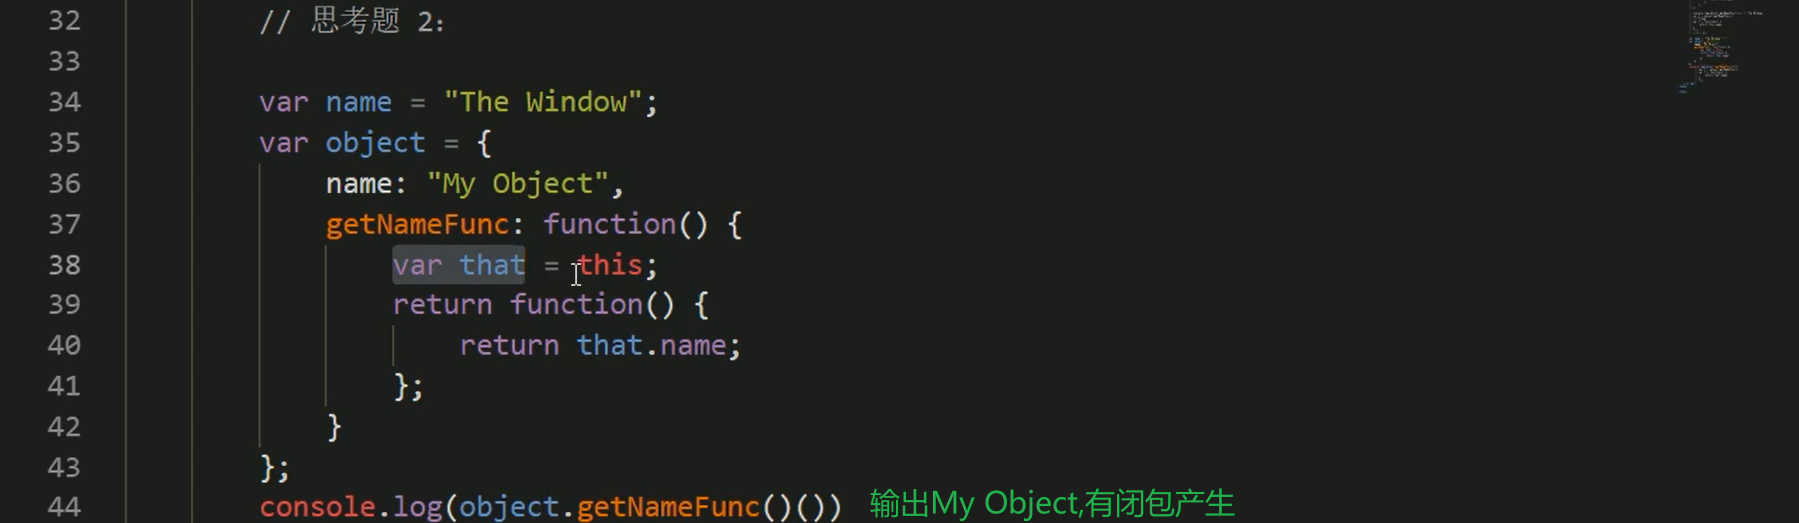 32 // 思考题 2:
33
34 var name = "The Window";
35 var object = {
36 name: "My Object",
37 getNameFunc: function() {
38 var that = this;
39 return function() {
40 return that.name;
41 };
42 }
43 };
44 console.log(object.getNameFunc()()) 输出My Object,有闭包产生